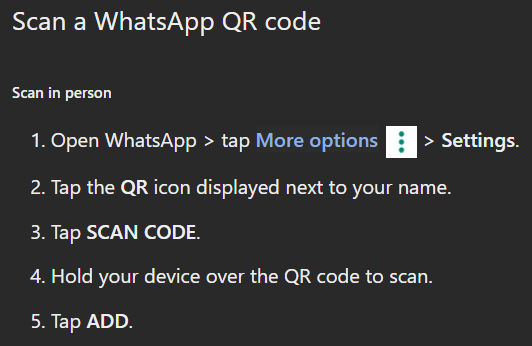 Scan a WhatsApp QR code
Scan in person
1. Open WhatsApp > tap More options > Settings.
2. Tap the QR icon displayed next to your name.
3. Tap SCAN CODE.
4. Hold your device over the QR code to scan.
5. Tap ADD.